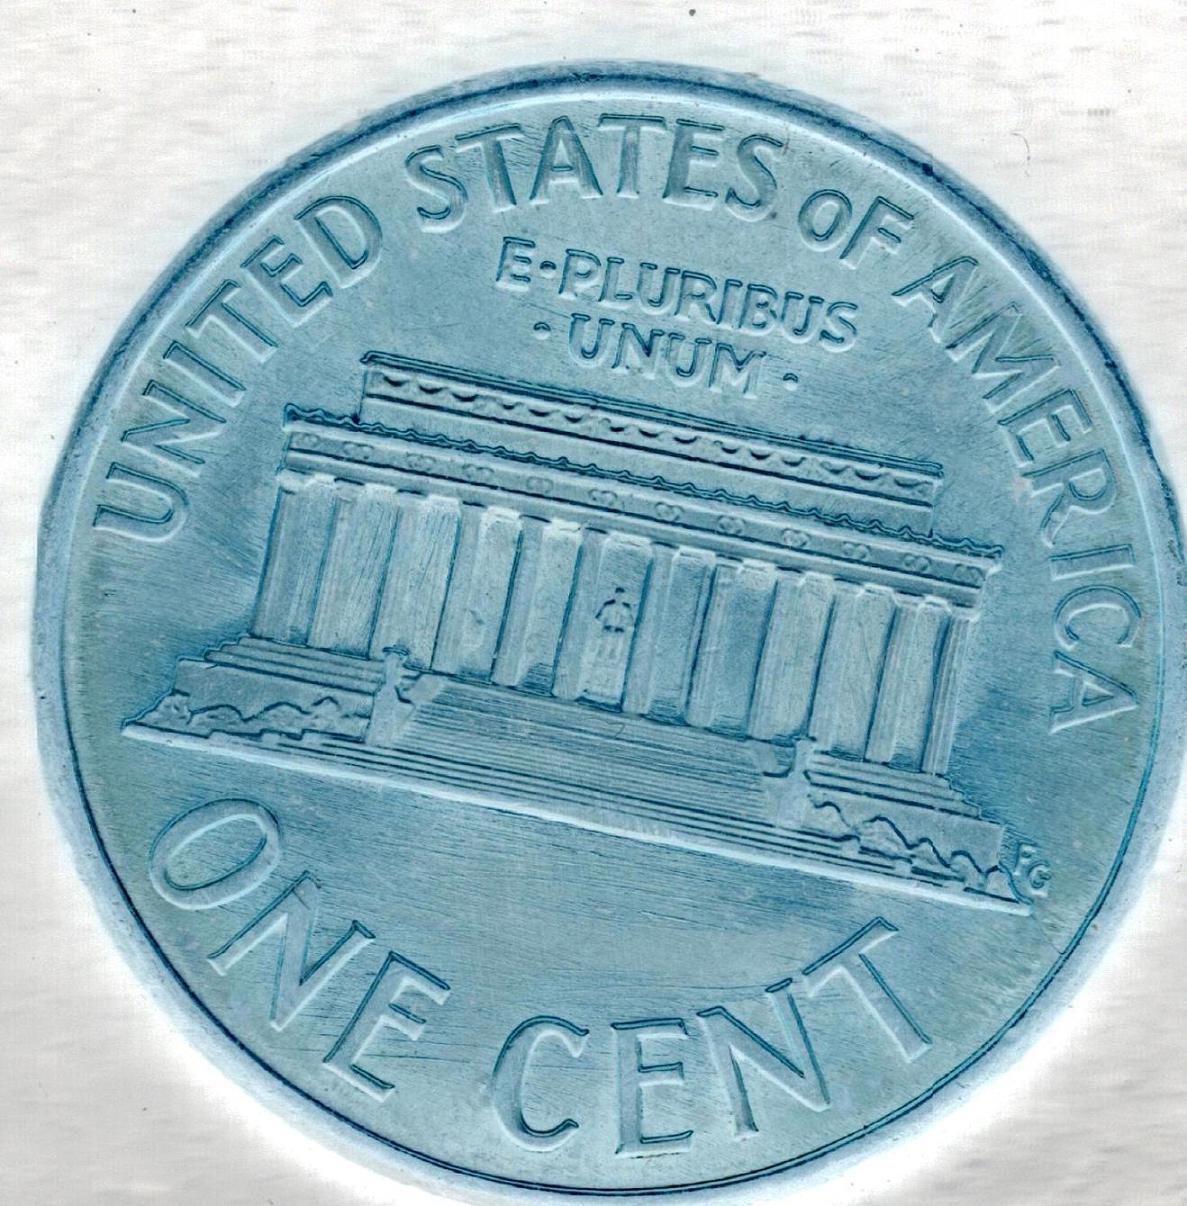 UNITED STATES OF AMERICA
E·PLURIBUS
·UNUM·
FG
ONE CENT